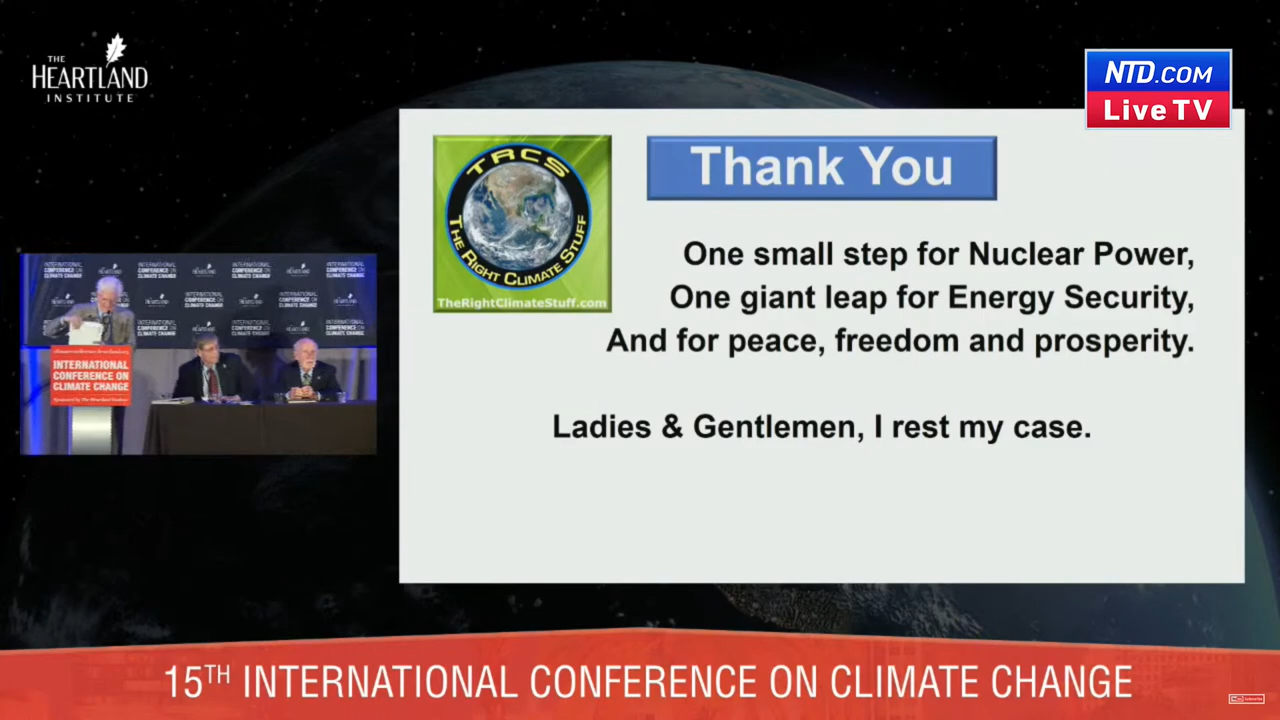 THE
HEARTLAND
INSTITUTE
NTD.COM
Live TV
TRCS
THE RIGHT CLIMATE STUFF
TheRightClimateStuff.com
Thank You
One small step for Nuclear Power,
One giant leap for Energy Security,
And for peace, freedom and prosperity.
Ladies & Gentlemen, I rest my case.
INTERNATIONAL
CONFERENCE ON
CLIMATE CHANGE
15TH INTERNATIONAL CONFERENCE ON CLIMATE CHANGE